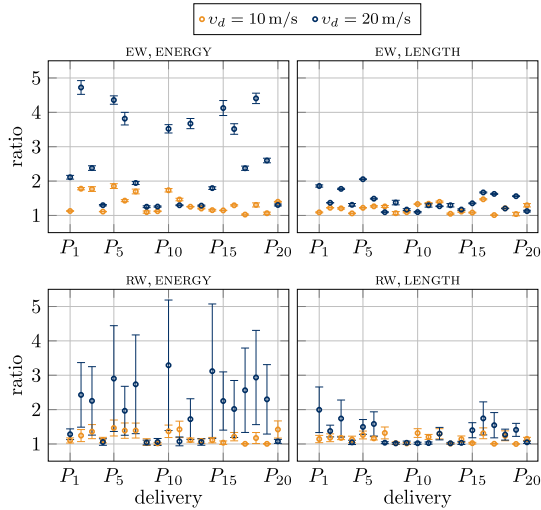 υ_d = 10 m/s υ_d = 20 m/s
EW, ENERGY EW, LENGTH
5
4
3
2
1
ratio
P_1 P_5 P_10 P_15 P_20 P_1 P_5 P_10 P_15 P_20
RW, ENERGY RW, LENGTH
5
4
3
2
1
ratio
P_1 P_5 P_10 P_15 P_20 P_1 P_5 P_10 P_15 P_20
delivery delivery